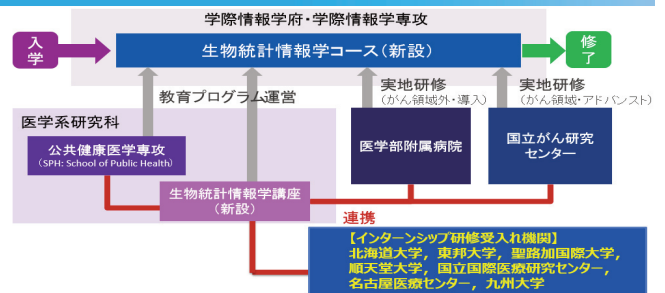 学際情報学府・学際情報学専攻
入
学
生物統計情報学コース(新設)
修
了
教育プログラム運営
実地研修
(がん領域外・導入)
実地研修
(がん領域・アドバンスト)
医学系研究科
公共健康医学専攻
(SPH: School of Public Health)
医学部附属病院
国立がん研究
センター
生物統計情報学講座
(新設)
連携
【インターンシップ研修受入れ機関】
北海道大学, 東邦大学, 聖路加国際大学,
順天堂大学, 国立国際医療研究センター,
名古屋医療センター, 九州大学